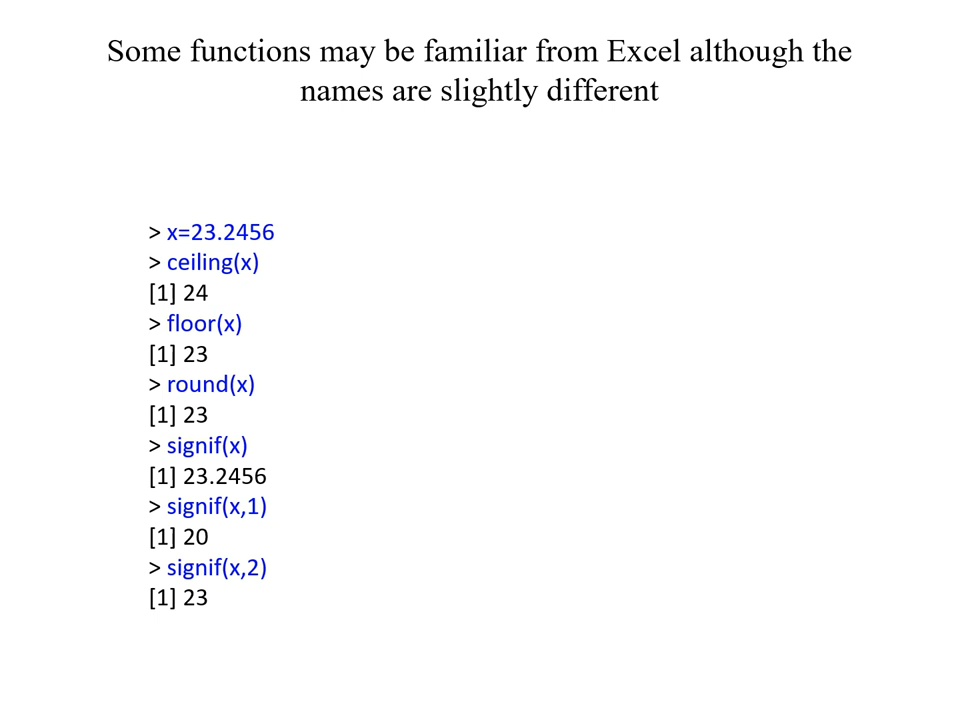 Some functions may be familiar from Excel although the
names are slightly different
> x=23.2456
> ceiling(x)
[1] 24
> floor(x)
[1] 23
> round(x)
[1] 23
> signif(x)
[1] 23.2456
> signif(x,1)
[1] 20
> signif(x,2)
[1] 23